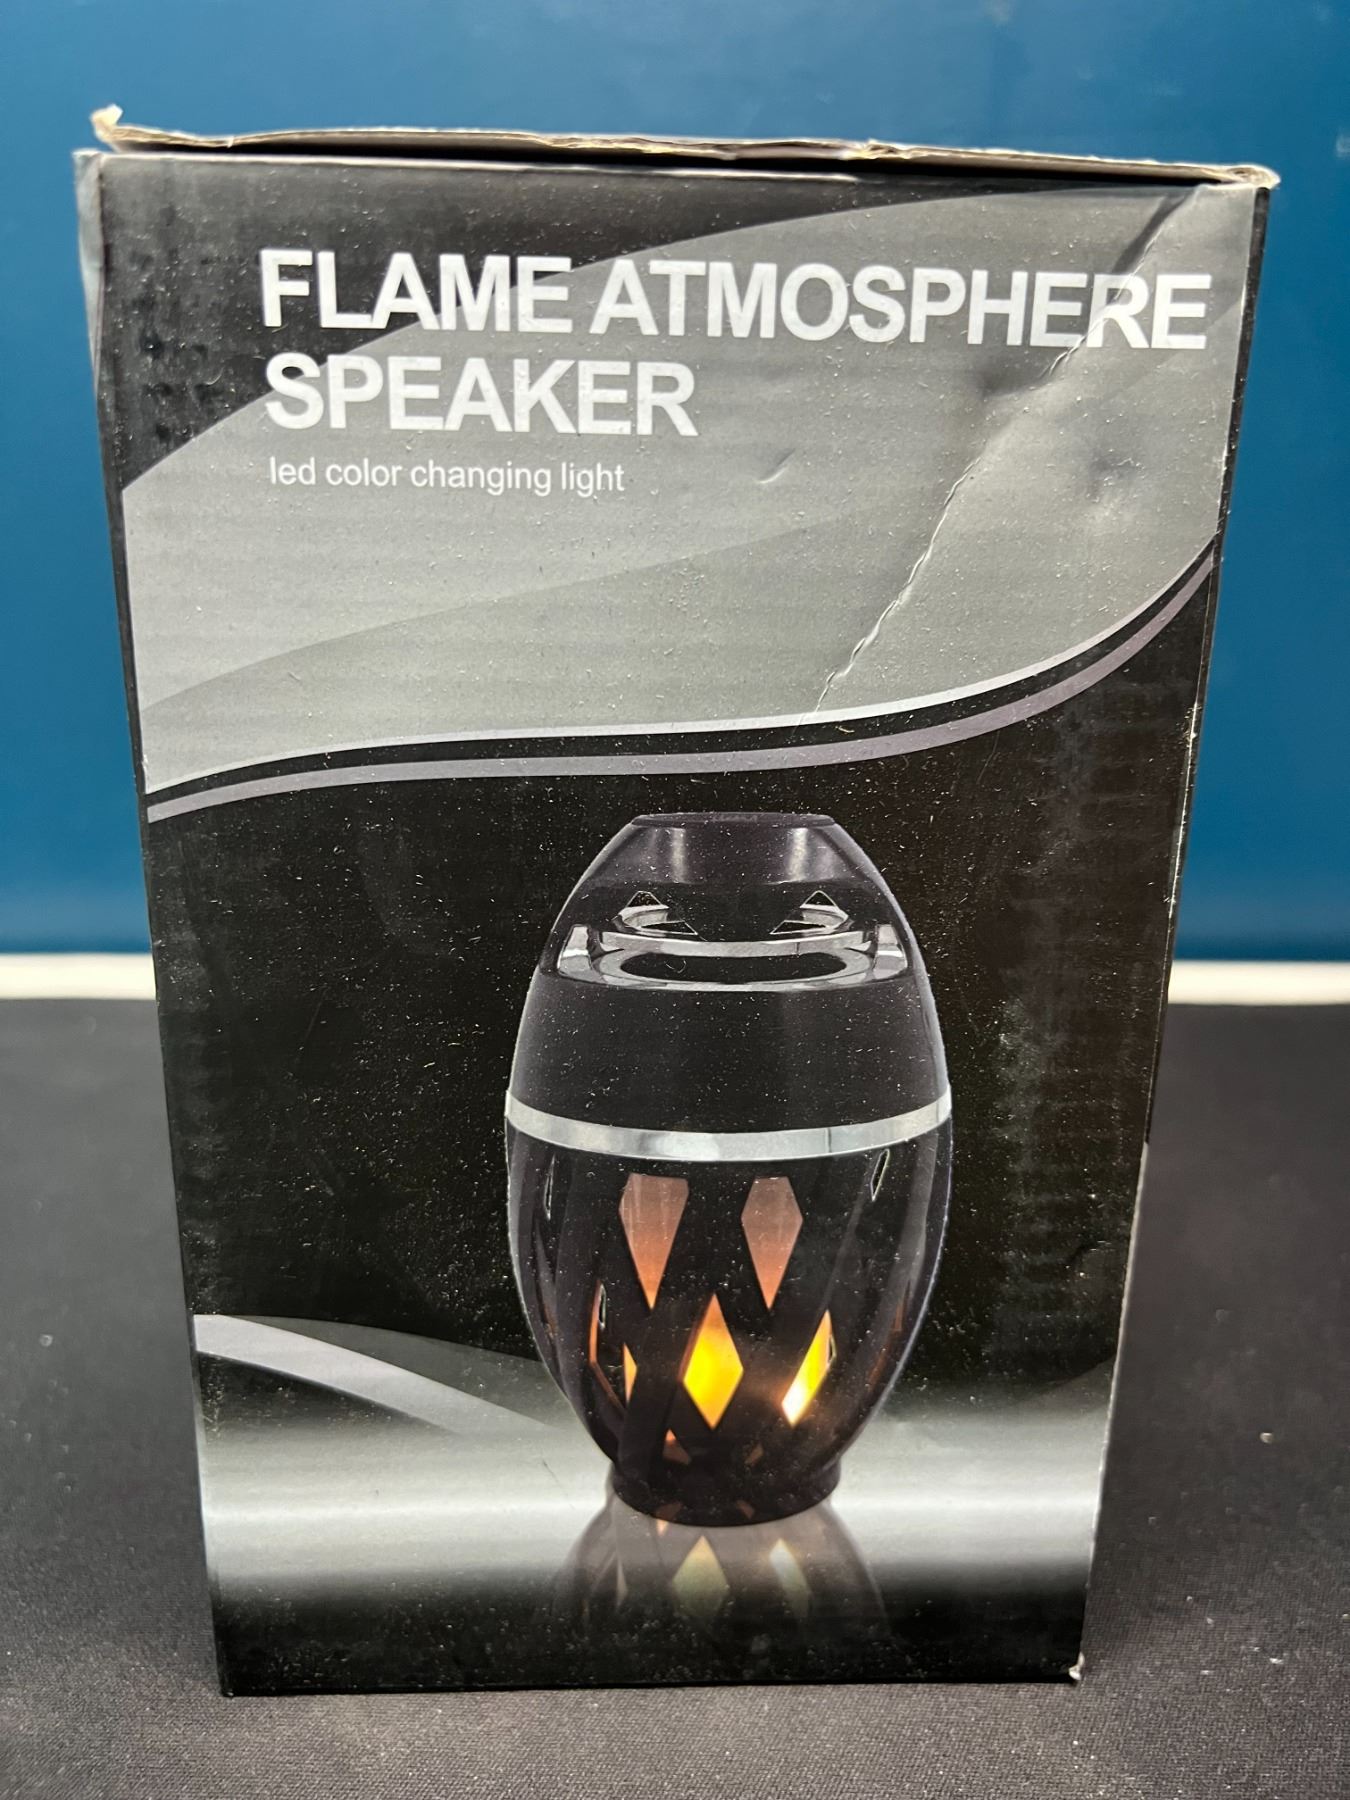 FLAME ATMOSPHERE
SPEAKER
led color changing light